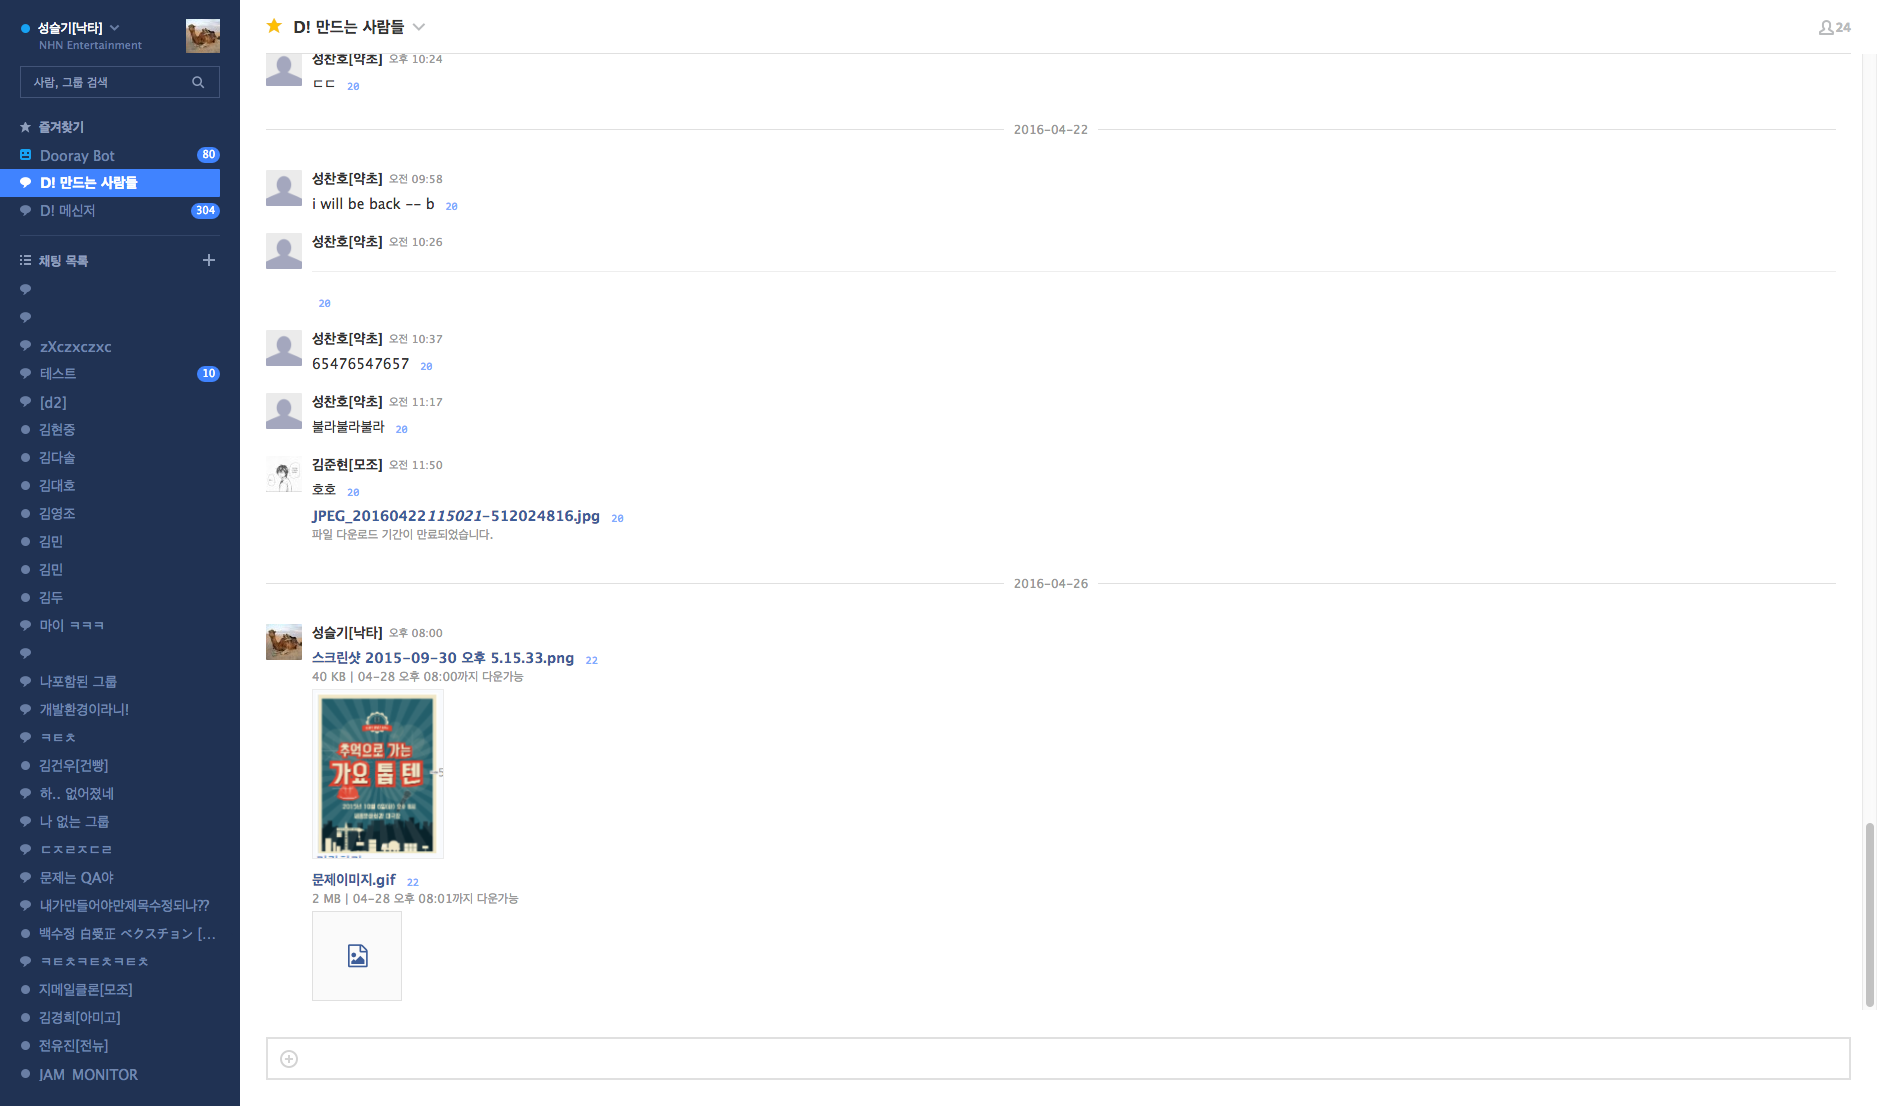 성슬기[낙타]
NHN Entertainment
사람, 그룹 검색
즐겨찾기
Dooray Bot 80
D! 만드는 사람들
D! 메신저 304
채팅 목록
zXczxczxc
테스트 10
[d2]
김현중
김다솔
김대호
김영조
김민
김민
김두
마이 ㅋㅋㅋ
나포함된 그룹
개발환경이라니!
ㅋㅌㅊ
김건우[건빵]
하.. 없어졌네
나 없는 그룹
ㄷㅈㄹㅈㄷㄹ
문제는 QA야
내가만들어야만제목수정되나??
백수정 白受正 ベクスチョン [...
ㅋㅌㅊㅋㅌㅊㅋㅌㅊ
지메일클론[모조]
김경희[아미고]
전유진[전뉴]
JAM MONITOR
D! 만드는 사람들
24
성찬호[약초] 오후 10:24
ㄷㄷ 20
2016-04-22
성찬호[약초] 오전 09:58
i will be back -- b 20
성찬호[약초] 오전 10:26
20
성찬호[약초] 오전 10:37
65476547657 20
성찬호[약초] 오전 11:17
불라불라불라 20
김준현[모조] 오전 11:50
호호 20
JPEG_20160422115021-512024816.jpg 20
파일 다운로드 기간이 만료되었습니다.
2016-04-26
성슬기[낙타] 오후 08:00
스크린샷 2015-09-30 오후 5.15.33.png 22
40 KB | 04-28 오후 08:00까지 다운가능
추억으로 가는
가요 톱 텐
문제이미지.gif 22
2 MB | 04-28 오후 08:01까지 다운가능